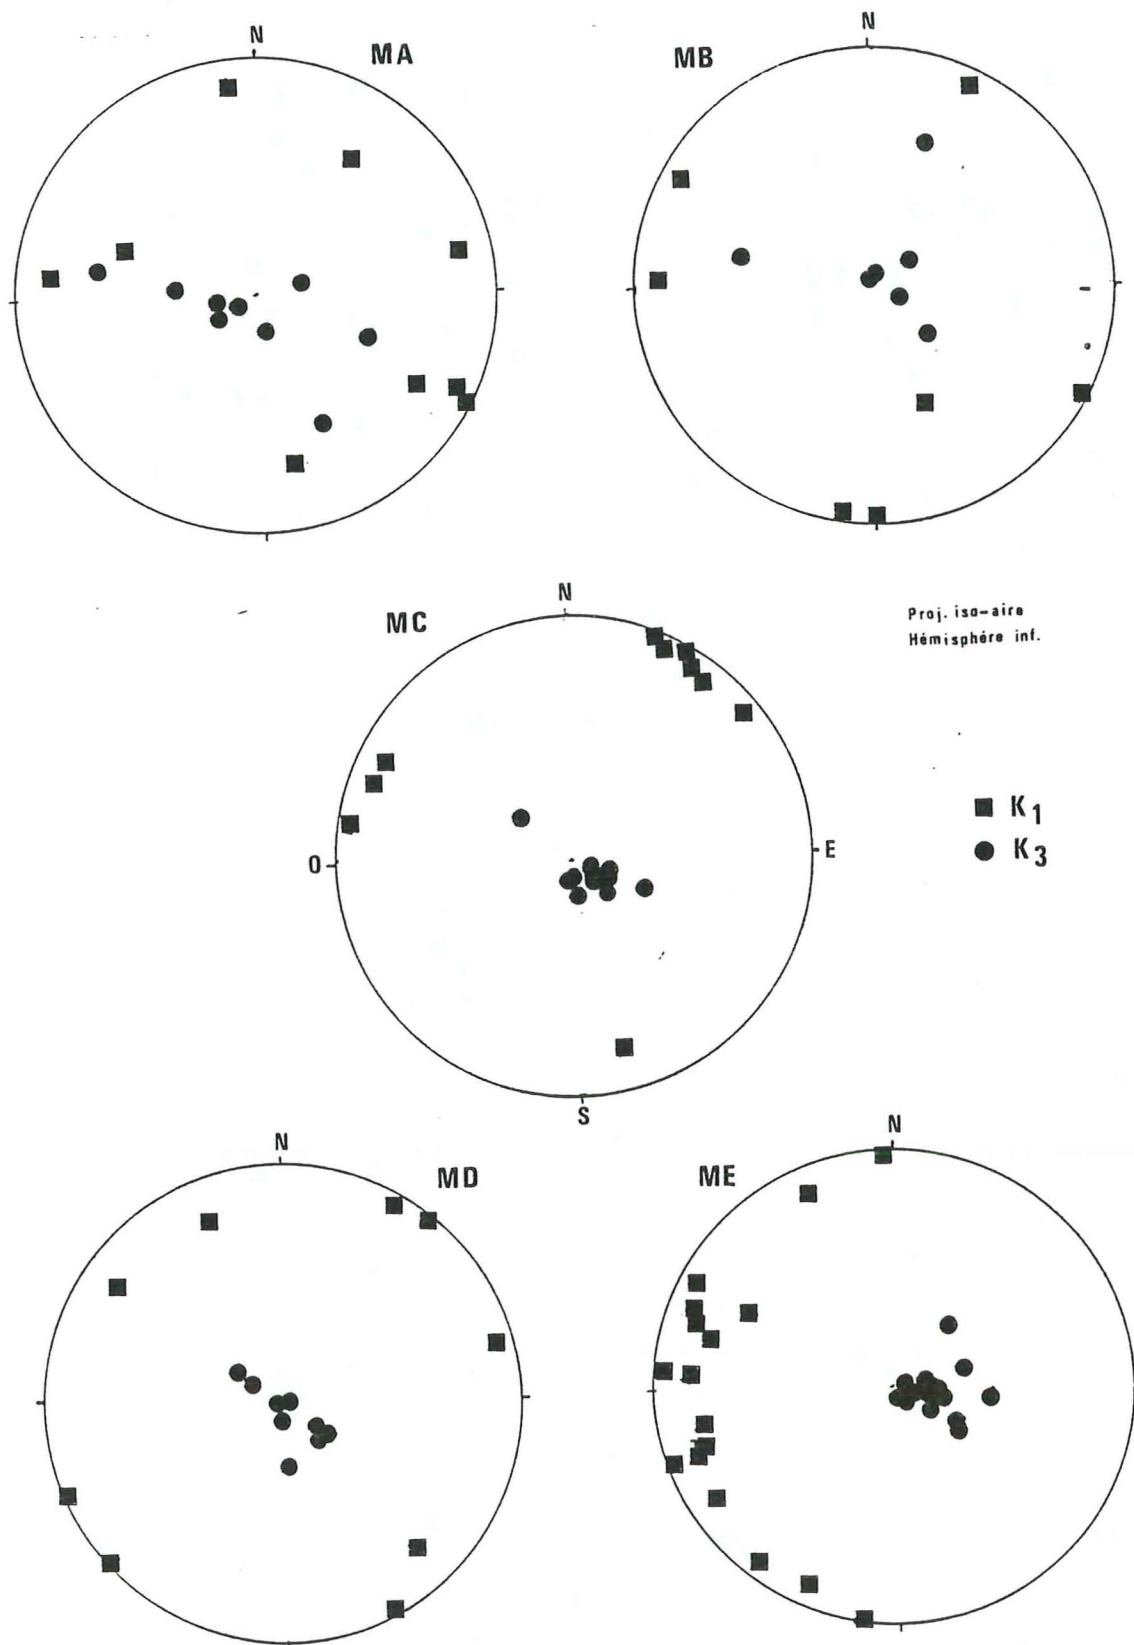 N
MA
N
MB
N
MC
Proj. iso-aire
Hémisphère inf.
K1
K3
O
E
S
N
MD
N
ME